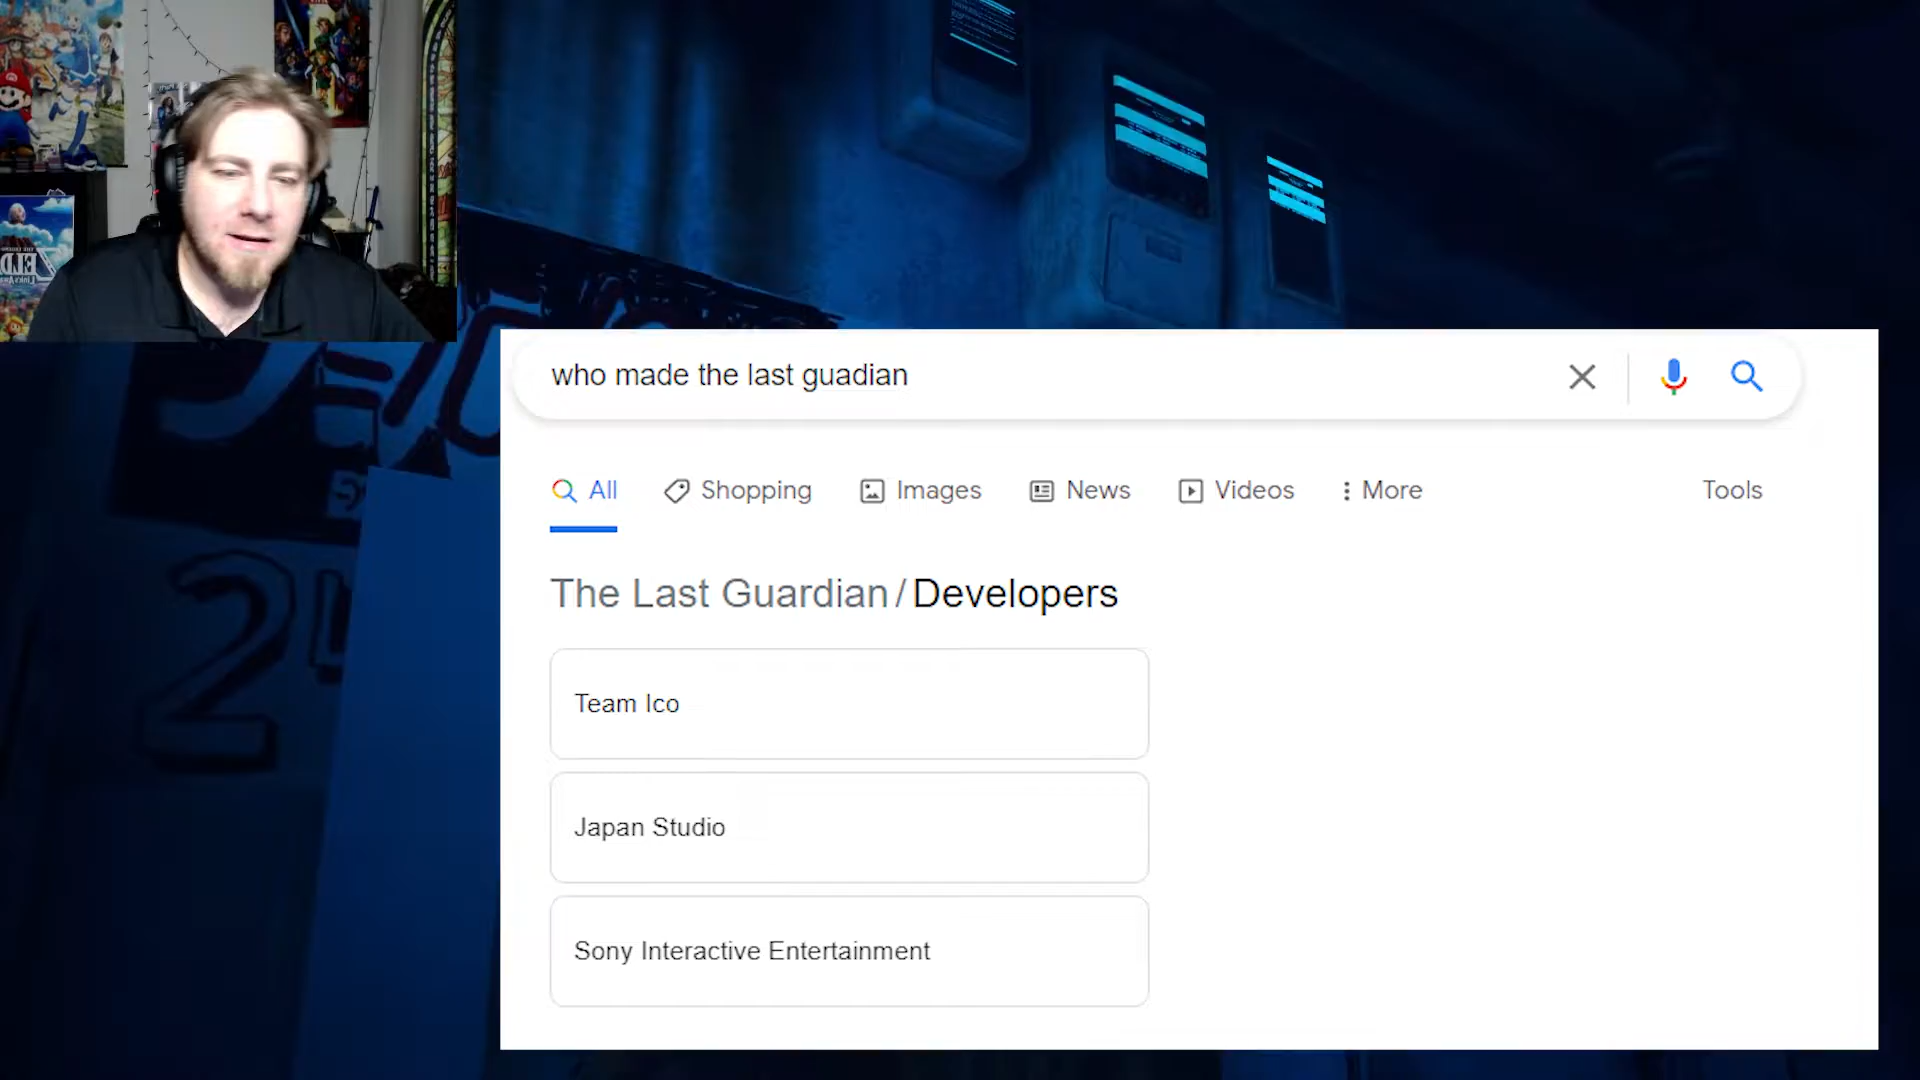 who made the last guadian
All
Shopping
Images
News
Videos
More
Tools
The Last Guardian/Developers
Team Ico
Japan Studio
Sony Interactive Entertainment
2